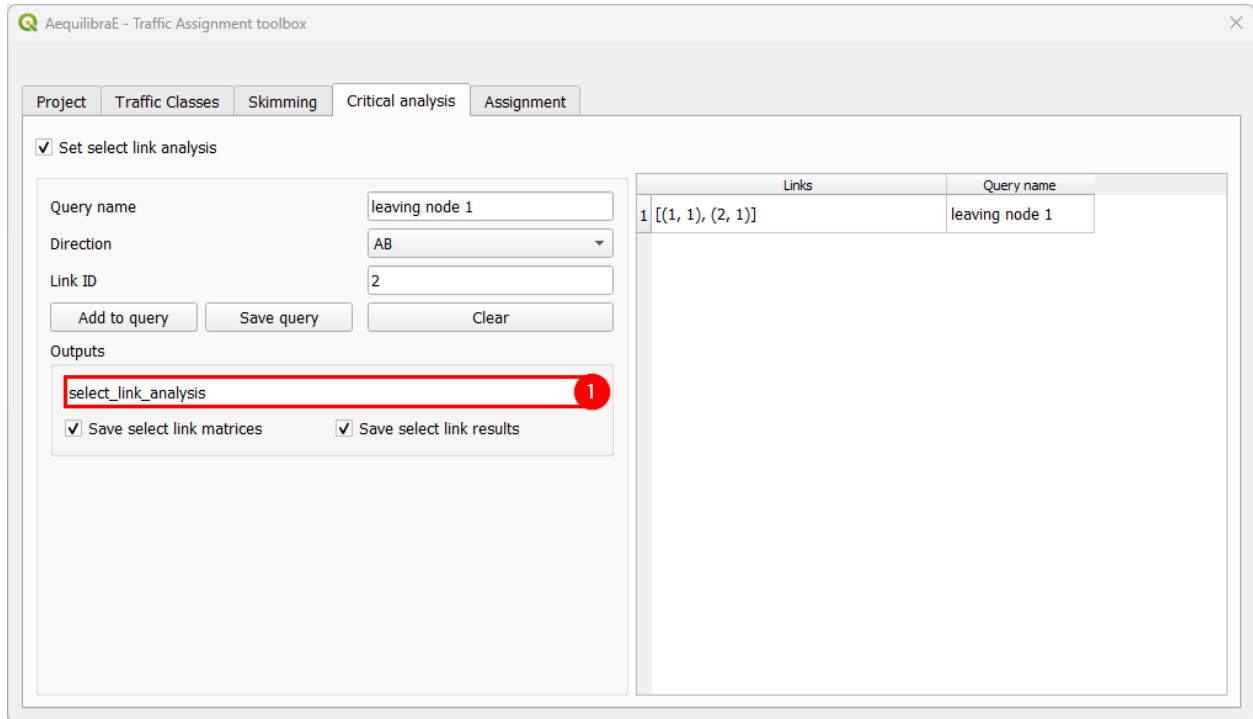 AequilibraE - Traffic Assignment toolbox
Project Traffic Classes Skimming Critical analysis Assignment
Set select link analysis
Query name leaving node 1
Direction AB
Link ID 2
Add to query Save query Clear
Outputs
select_link_analysis 1
Save select link matrices Save select link results
Links Query name
1 [(1, 1), (2, 1)] leaving node 1